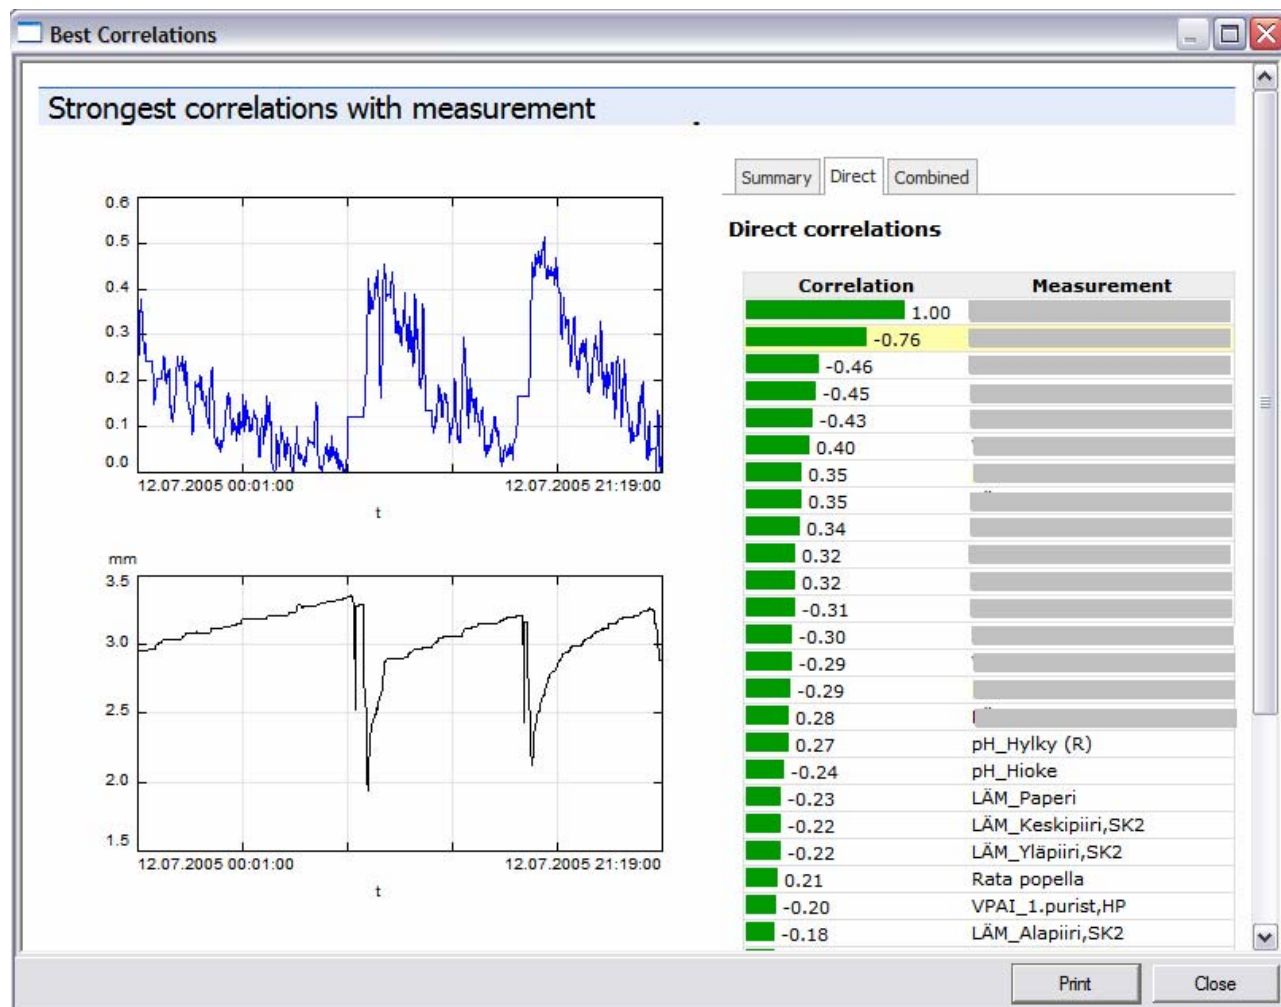 Best Correlations
Strongest correlations with measurement
0.6
0.5
0.4
0.3
0.2
0.1
0.0
12.07.2005 00:01:00 12.07.2005 21:19:00
t
mm
3.5
3.0
2.5
2.0
1.5
12.07.2005 00:01:00 12.07.2005 21:19:00
t
Summary Direct Combined
Direct correlations
Correlation Measurement
1.00
-0.76
-0.46
-0.45
-0.43
0.40
0.35
0.35
0.34
0.32
0.32
-0.31
-0.30
-0.29
-0.29
0.28
0.27 pH_Hylky (R)
-0.24 pH_Hioke
-0.23 LÄM_Paperi
-0.22 LÄM_Keskipiiri,SK2
-0.22 LÄM_Yläpiiri,SK2
0.21 Rata popella
-0.20 VPAI_1.purist,HP
-0.18 LÄM_Alapiiri,SK2
Print Close